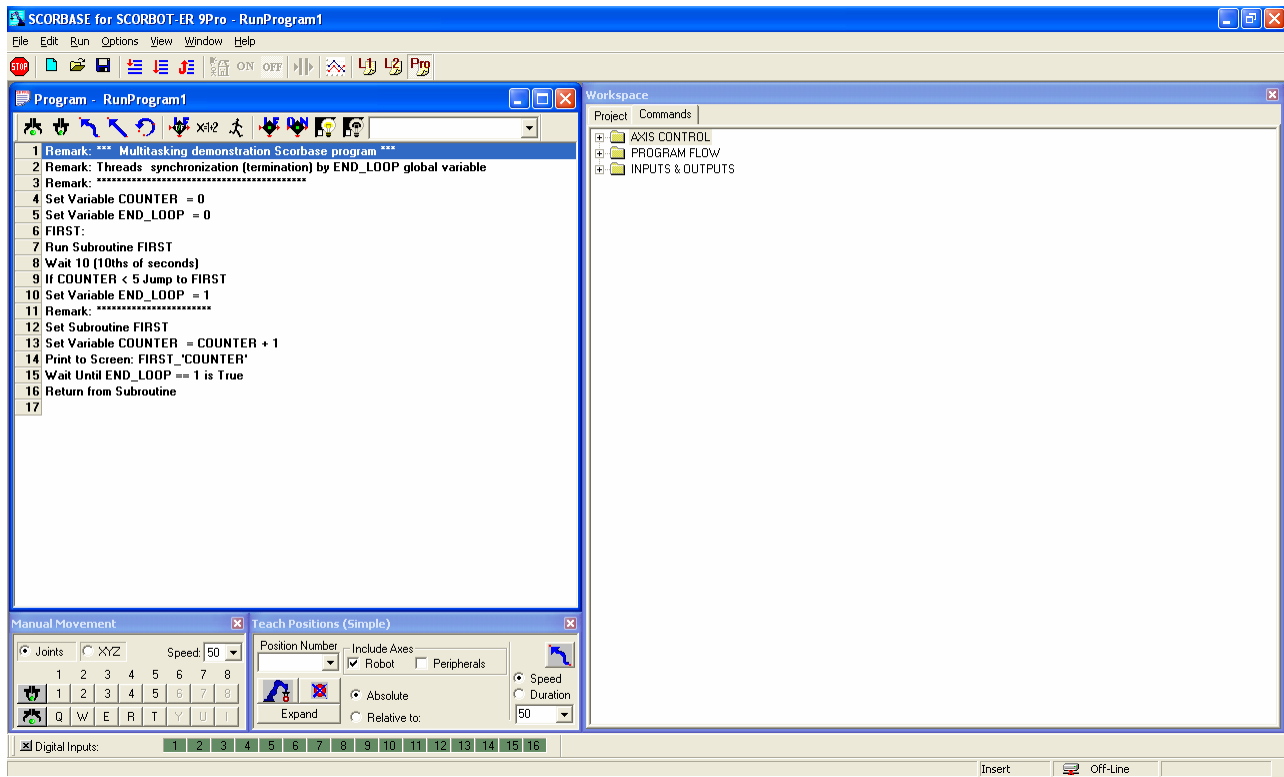 SCORBASE for SCORBOT-ER 9Pro - RunProgram1
File Edit Run Options View Window Help
STOP ON OFF L1 L2 Prg
Program - RunProgram1
x=1+2
1 Remark: *** Multitasking demonstration Scorbase program ***
2 Remark: Threads synchronization (termination) by END_LOOP global variable
3 Remark: ****************************************
4 Set Variable COUNTER = 0
5 Set Variable END_LOOP = 0
6 FIRST:
7 Run Subroutine FIRST
8 Wait 10 (10ths of seconds)
9 If COUNTER < 5 Jump to FIRST
10 Set Variable END_LOOP = 1
11 Remark: **********************
12 Set Subroutine FIRST
13 Set Variable COUNTER = COUNTER + 1
14 Print to Screen: FIRST_'COUNTER'
15 Wait Until END_LOOP == 1 is True
16 Return from Subroutine
17
Workspace
Project Commands
AXIS CONTROL
PROGRAM FLOW
INPUTS & OUTPUTS
Manual Movement
Joints XYZ Speed: 50
1 2 3 4 5 6 7 8
1 2 3 4 5 6 7 8
Q W E R T Y U I
Teach Positions (Simple)
Position Number
Include Axes
Robot Peripherals
Expand
Absolute
Relative to:
Speed
Duration
50
Digital Inputs: 1 2 3 4 5 6 7 8 9 10 11 12 13 14 15 16
Insert Off-Line